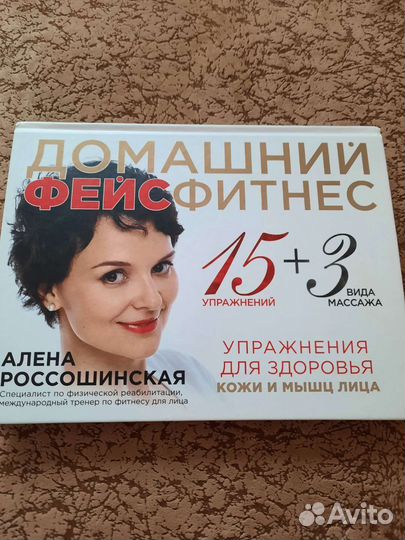 ДОМАШНИЙ
ФЕЙСФИТНЕС
15+3
УПРАЖНЕНИЙ
ВИДА
МАССАЖА
УПРАЖНЕНИЯ
ДЛЯ ЗДОРОВЬЯ
КОЖИ И МЫШЦ ЛИЦА
АЛЕНА
РОССОШИНСКАЯ
Специалист по физической реабилитации,
международный тренер по фитнесу для лица
Avito